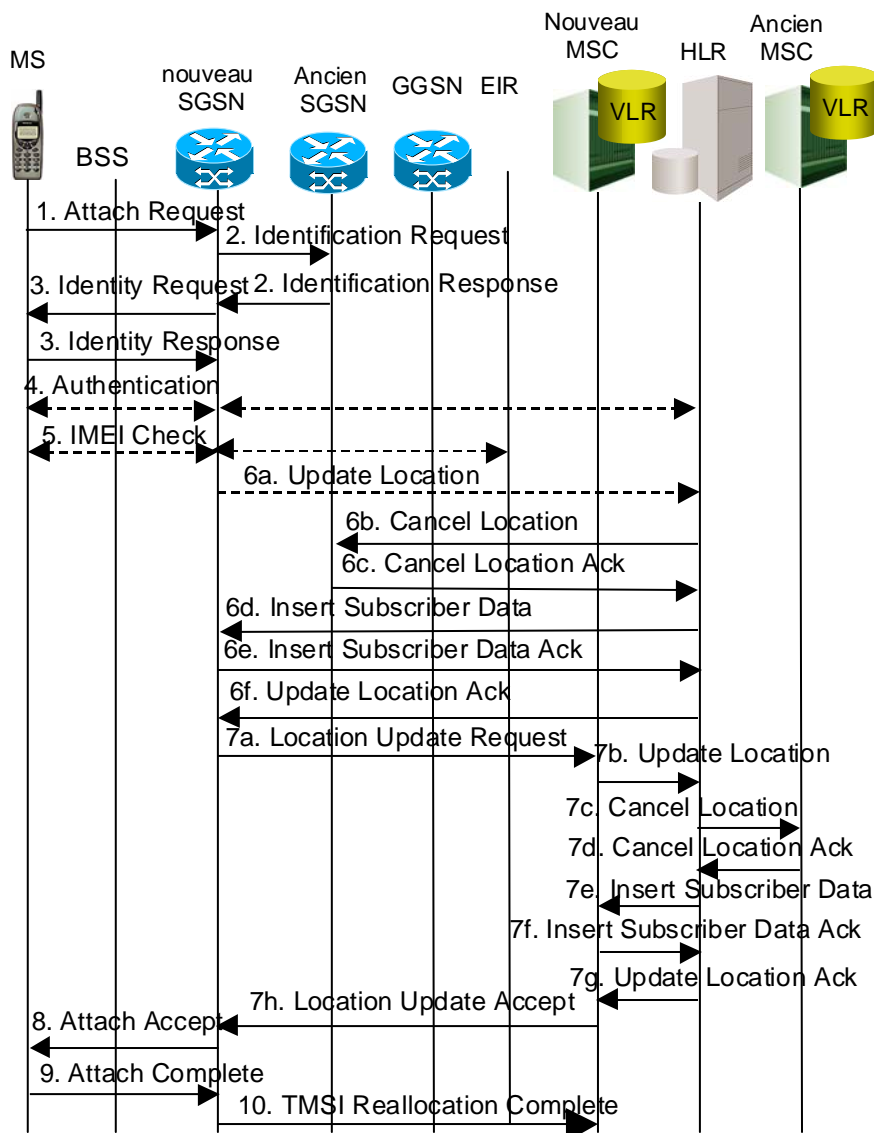 MS
BSS
nouveau
SGSN
Ancien
SGSN
GGSN
EIR
Nouveau
MSC
VLR
HLR
Ancien
MSC
VLR
1. Attach Request
2. Identification Request
2. Identification Response
3. Identity Request
3. Identity Response
4. Authentication
5. IMEI Check
6a. Update Location
6b. Cancel Location
6c. Cancel Location Ack
6d. Insert Subscriber Data
6e. Insert Subscriber Data Ack
6f. Update Location Ack
7a. Location Update Request
7b. Update Location
7c. Cancel Location
7d. Cancel Location Ack
7e. Insert Subscriber Data
7f. Insert Subscriber Data Ack
7g. Update Location Ack
7h. Location Update Accept
8. Attach Accept
9. Attach Complete
10. TMSI Reallocation Complete